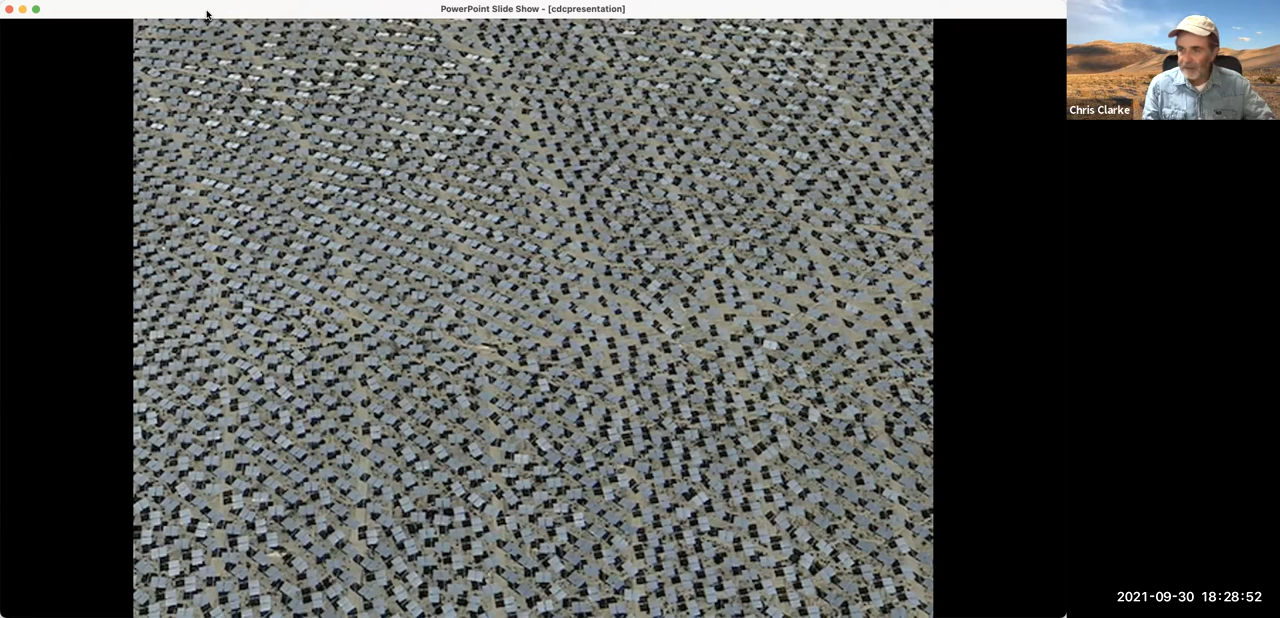 PowerPoint Slide Show - [cdcpresentation]
Chris Clarke
2021-09-30 18:28:52